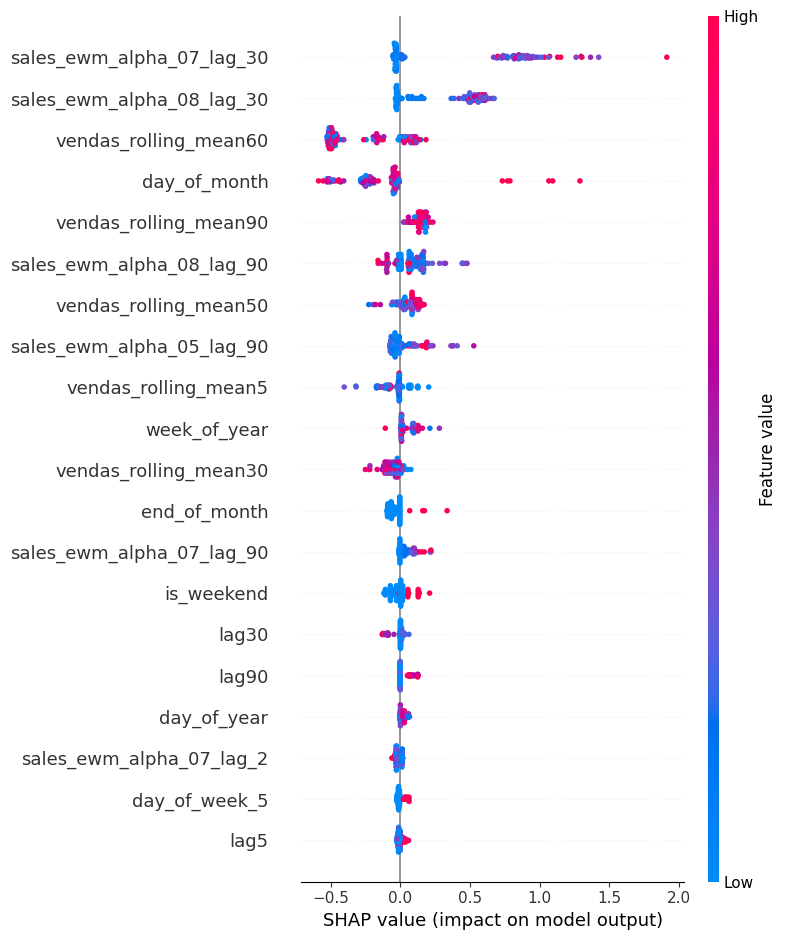 High
sales_ewm_alpha_07_lag_30
sales_ewm_alpha_08_lag_30
vendas_rolling_mean60
day_of_month
vendas_rolling_mean90
sales_ewm_alpha_08_lag_90
vendas_rolling_mean50
sales_ewm_alpha_05_lag_90
vendas_rolling_mean5
week_of_year
vendas_rolling_mean30
end_of_month
sales_ewm_alpha_07_lag_90
is_weekend
lag30
lag90
day_of_year
sales_ewm_alpha_07_lag_2
day_of_week_5
lag5
Feature value
Low
−0.5 0.0 0.5 1.0 1.5 2.0
SHAP value (impact on model output)